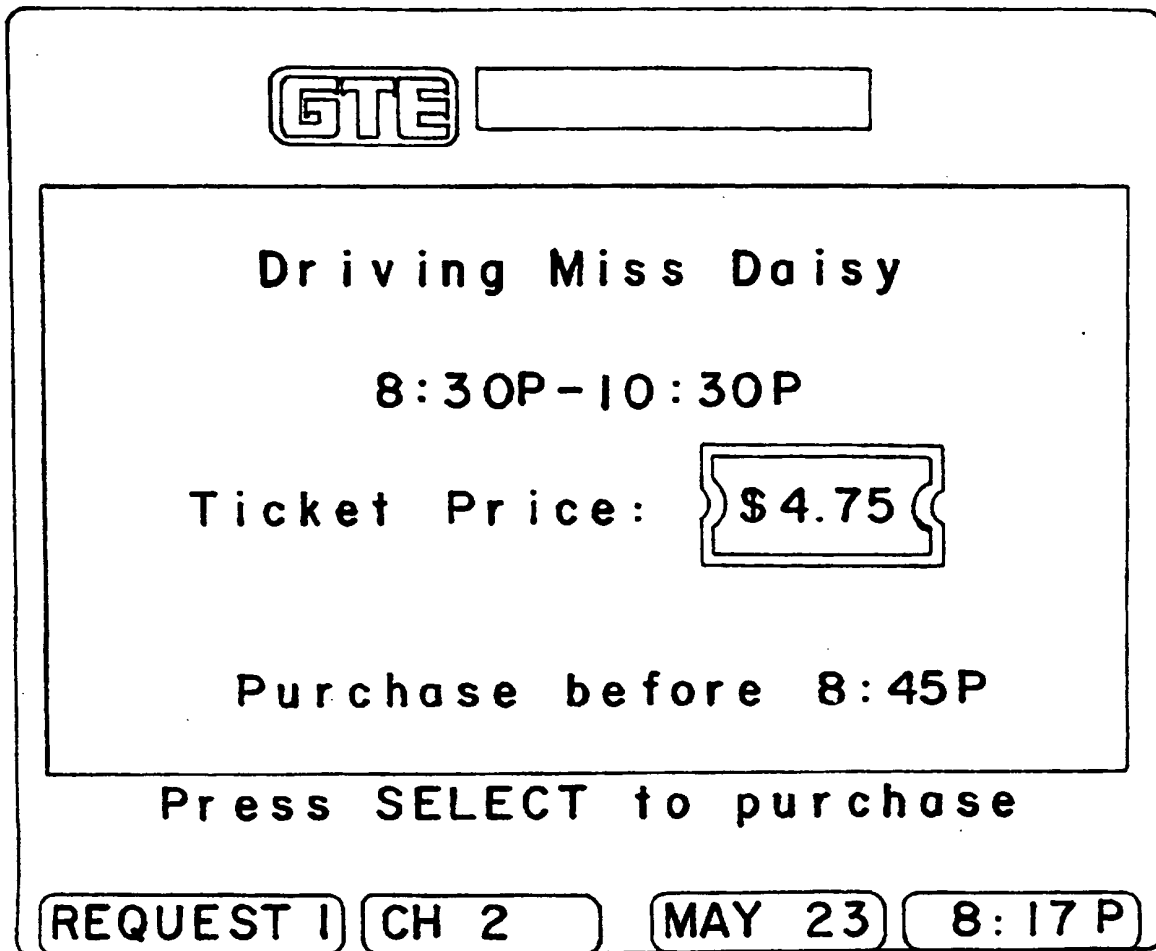 GTE
Driving Miss Daisy
8:30P-10:30P
Ticket Price: $4.75
Purchase before 8:45P
Press SELECT to purchase
REQUEST 1 CH 2 MAY 23 8:17P